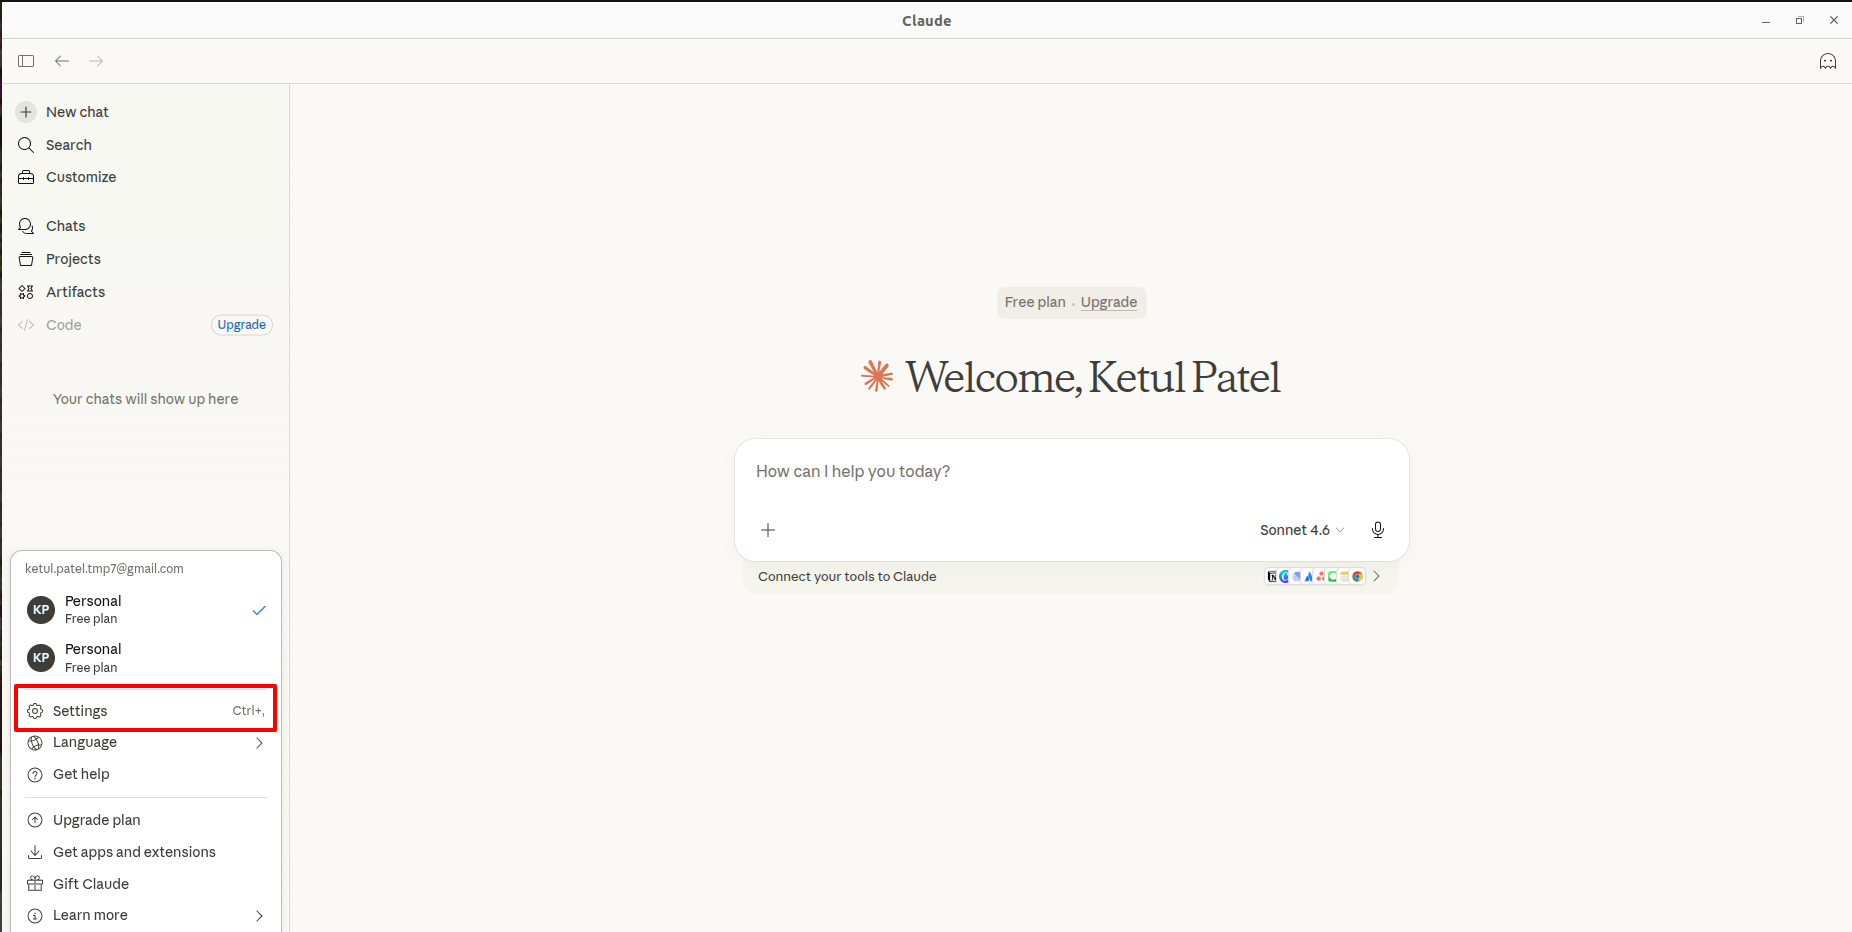 Claude
New chat
Search
Customize
Chats
Projects
Artifacts
Code
Upgrade
Your chats will show up here
ketul.patel.tmp7@gmail.com
KP
Personal
Free plan
KP
Personal
Free plan
Settings Ctrl+,
Language
Get help
Upgrade plan
Get apps and extensions
Gift Claude
Learn more
Free plan · Upgrade
Welcome, Ketul Patel
How can I help you today?
Sonnet 4.6
Connect your tools to Claude